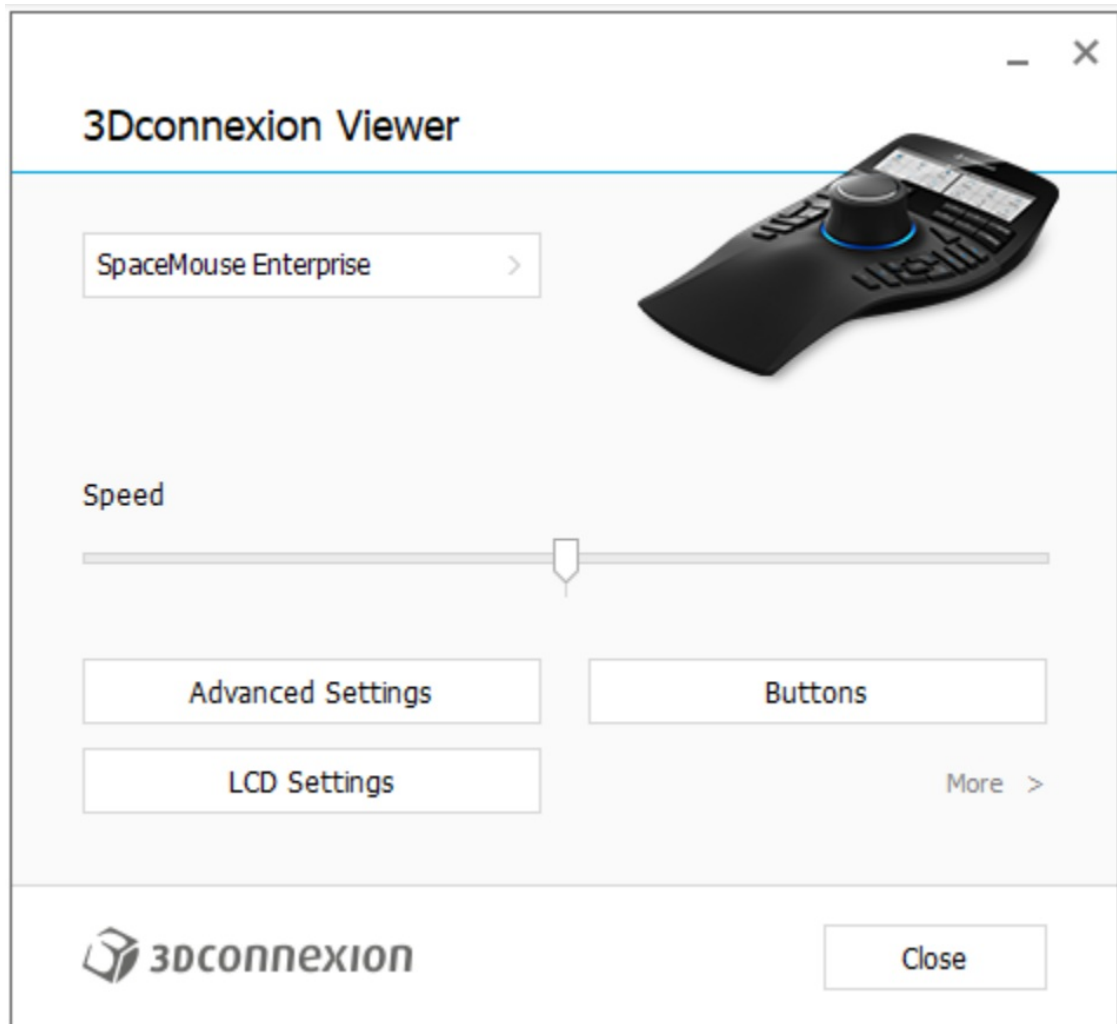 3Dconnexion Viewer
SpaceMouse Enterprise >
Speed
Advanced Settings
Buttons
LCD Settings
More >
3Dconnexion
Close